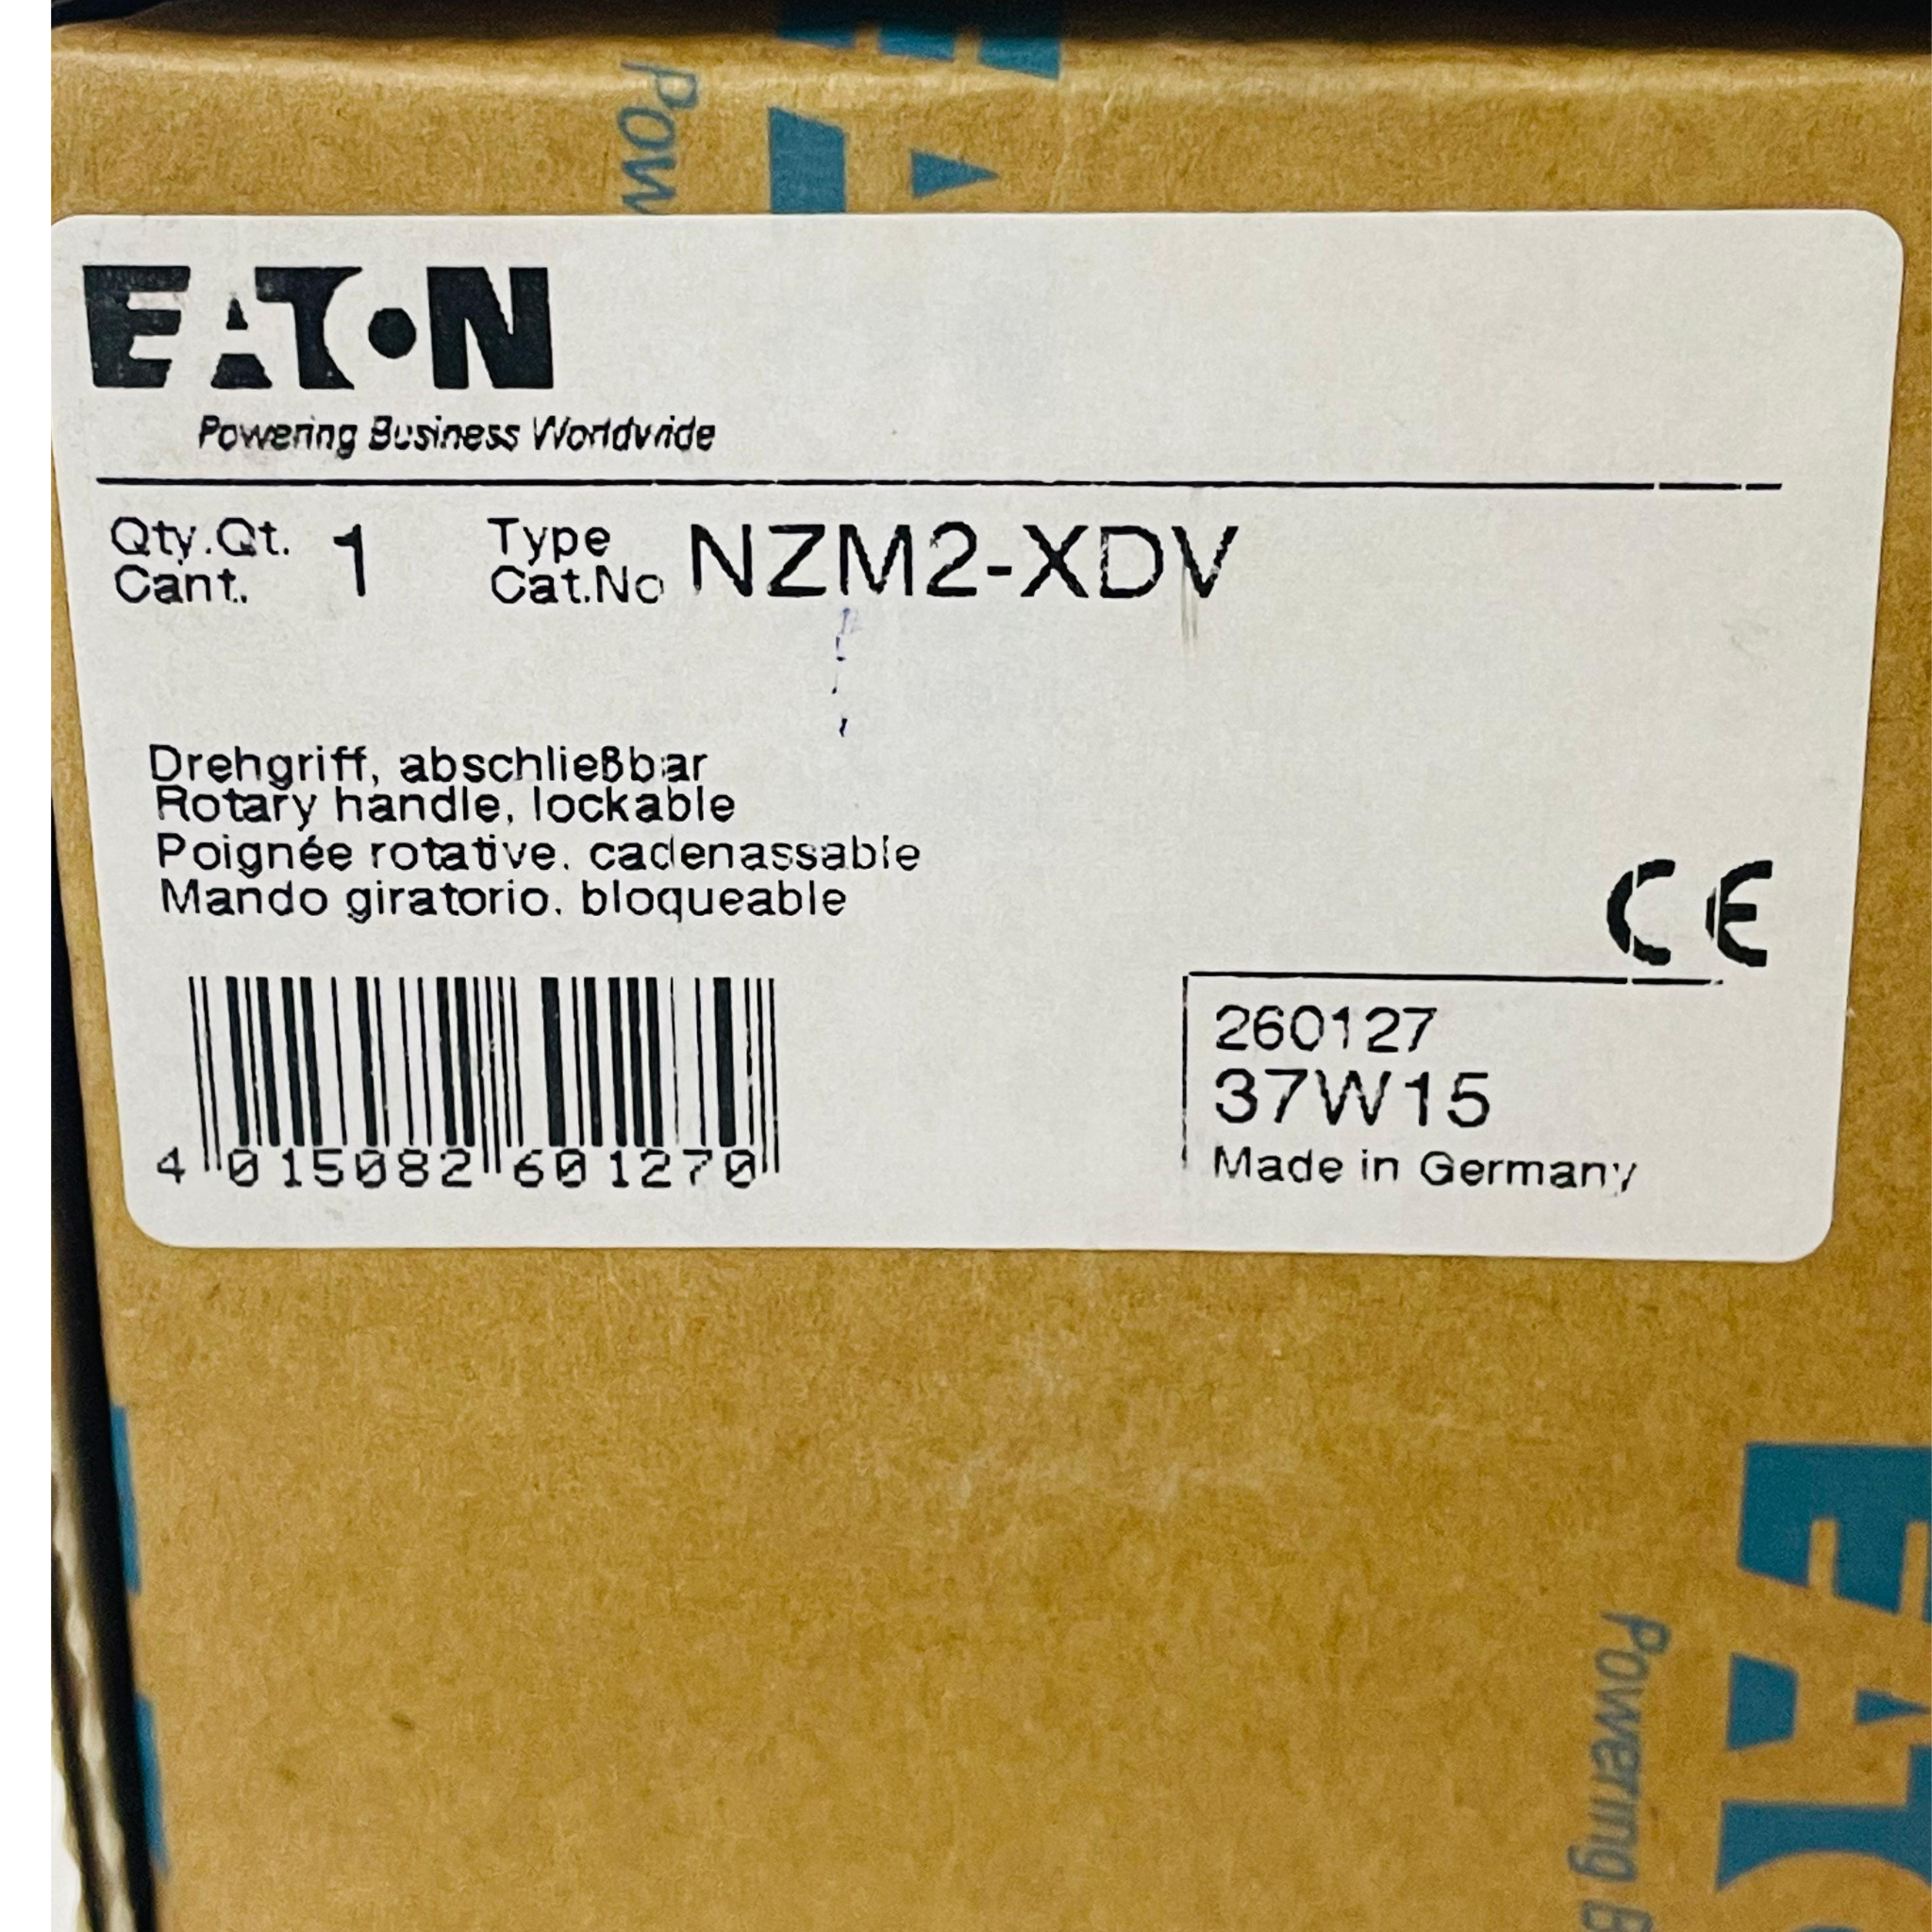 Pow
EATON
Powering Business Worldwide
Qty.Qt. 1 Type NZM2-XDV
Cant. Cat.No
Drehgriff, abschließbar
Rotary handle, lockable
Poignée rotative, cadenassable
Mando giratorio, bloqueable
CE
260127
37W15
Made in Germany
4 015082 601270
Powering B